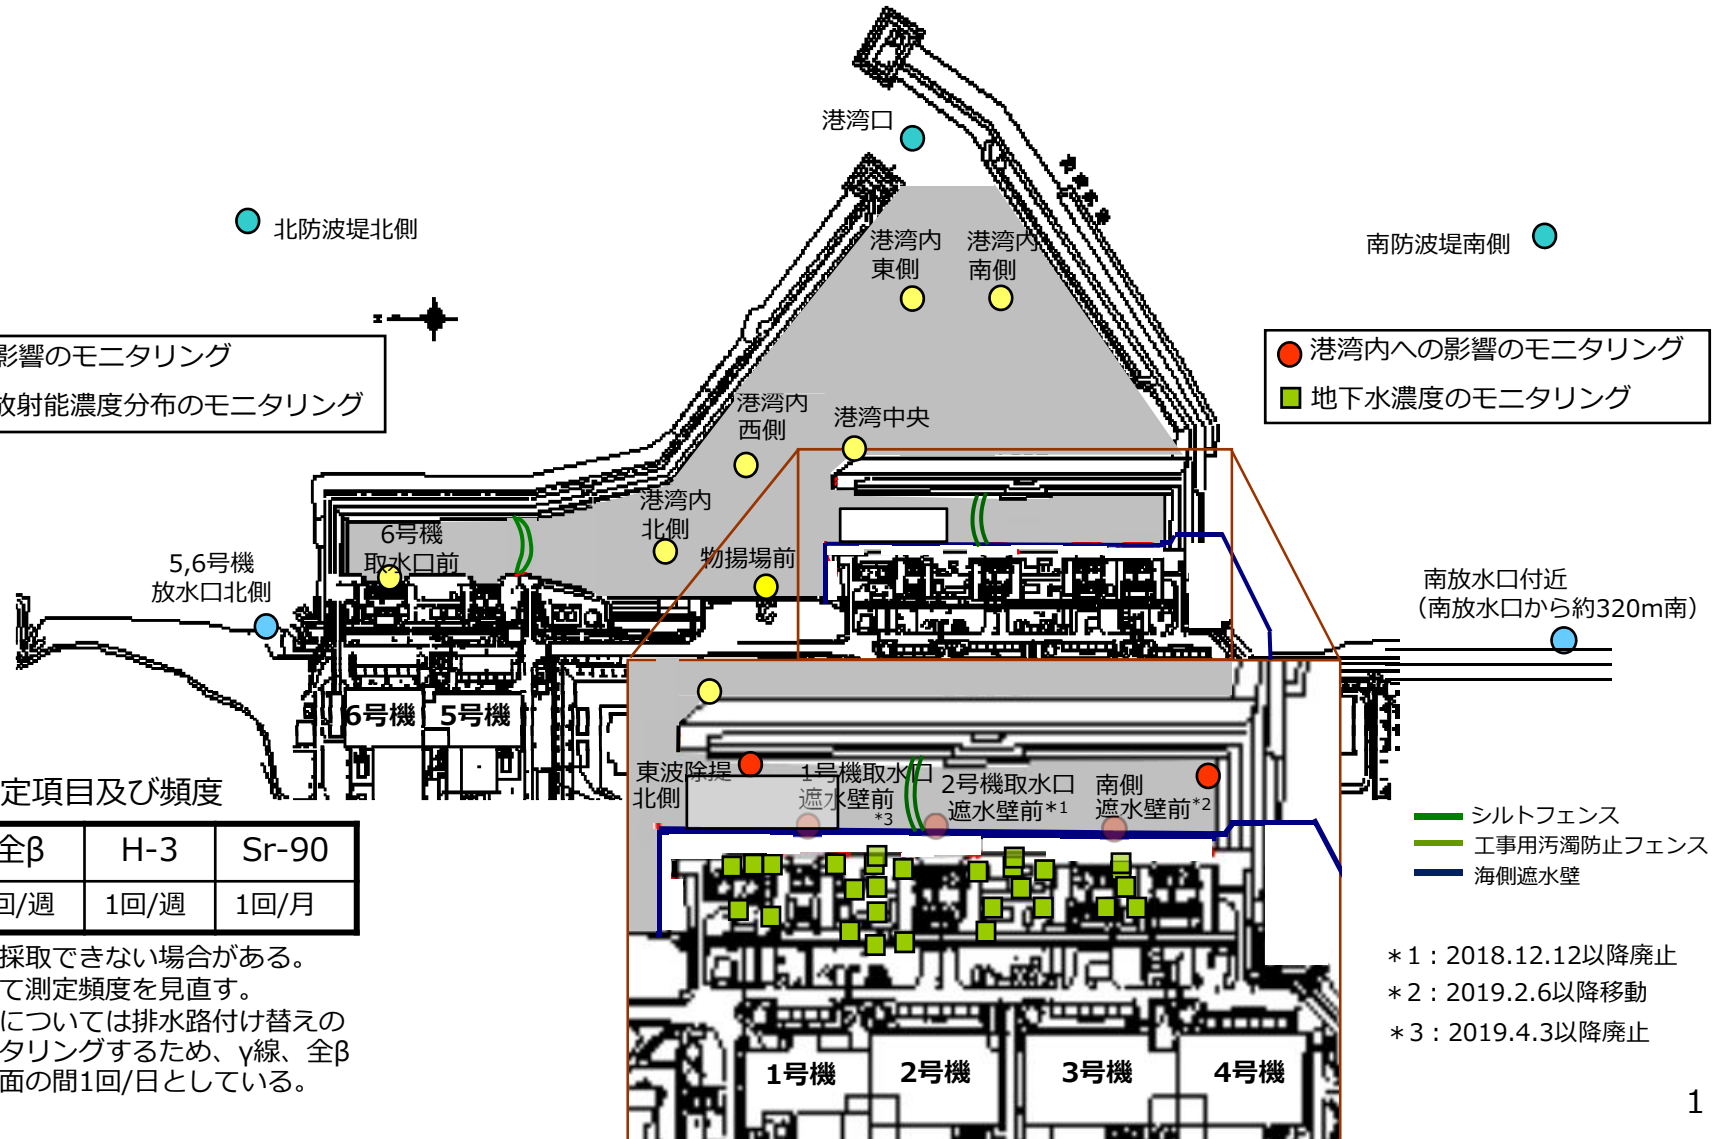 港湾口
北防波堤北側
南防波堤南側
港湾内
東側
港湾内
南側
影響のモニタリング
放射能濃度分布のモニタリング
港湾内への影響のモニタリング
地下水濃度のモニタリング
港湾内
西側
港湾中央
港湾内
北側
6号機
取水口前
物揚場前
5,6号機
放水口北側
南放水口付近
(南放水口から約320m南)
6号機
5号機
東波除提
北側
1号機取水口
遮水壁前
*3
2号機取水口
遮水壁前*1
南側
遮水壁前*2
シルトフェンス
工事用汚濁防止フェンス
海側遮水壁
定項目及び頻度
全β H-3 Sr-90
回/週 1回/週 1回/月
採取できない場合がある。
て測定頻度を見直す。
については排水路付け替えの
タリングするため、γ線、全β
面の間1回/日としている。
1号機
2号機
3号機
4号機
*1:2018.12.12以降廃止
*2:2019.2.6以降移動
*3:2019.4.3以降廃止
1